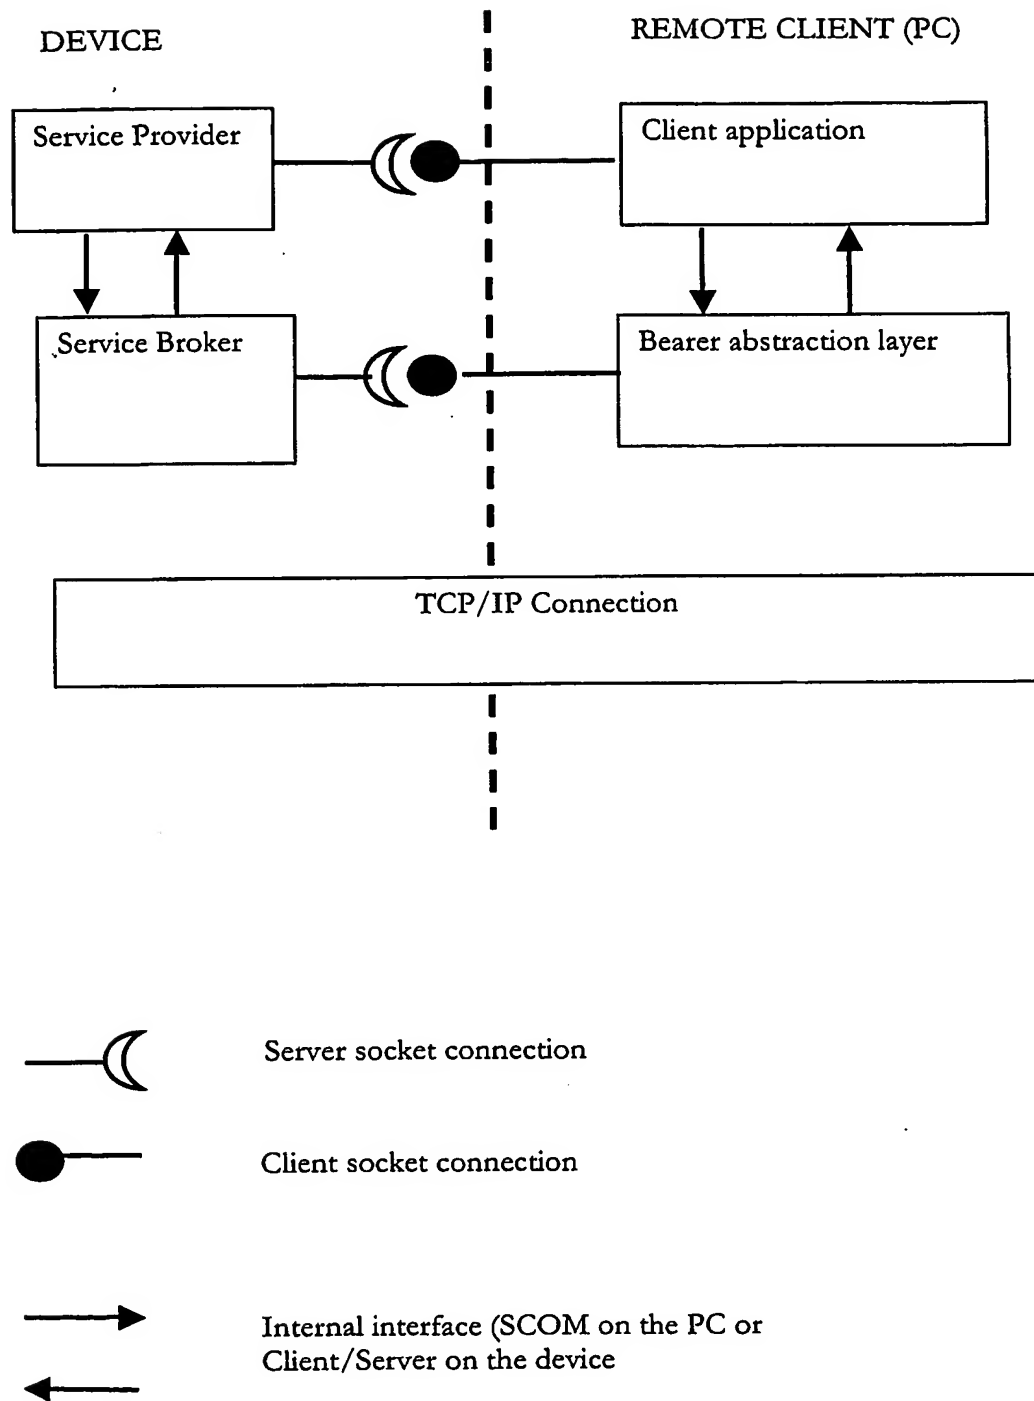 DEVICE
REMOTE CLIENT (PC)
Service Provider
Client application
Service Broker
Bearer abstraction layer
TCP/IP Connection
Server socket connection
Client socket connection
Internal interface (SCOM on the PC or
Client/Server on the device